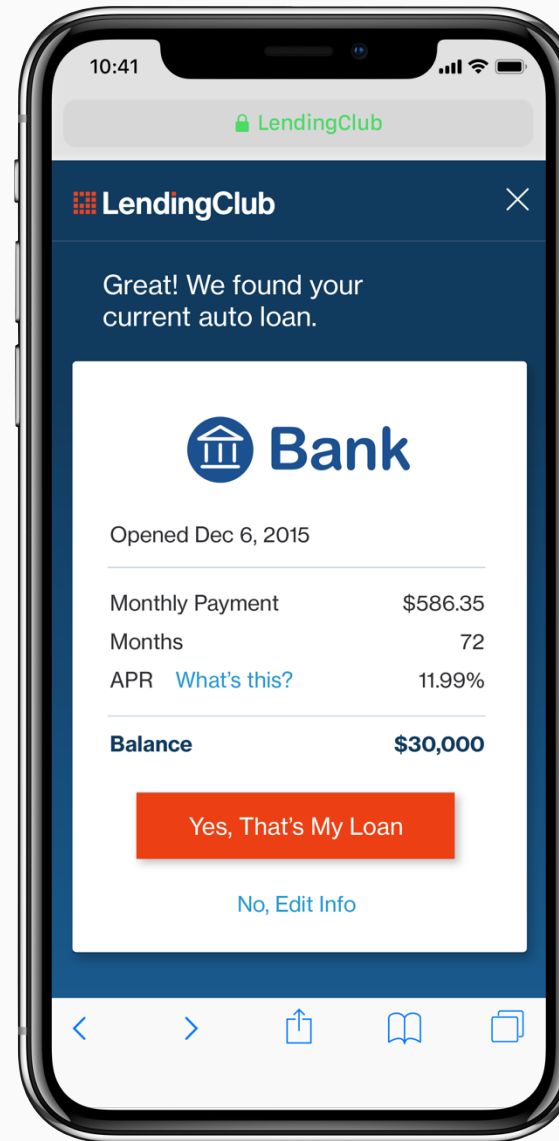 10:41
LendingClub
LendingClub
Great! We found your
current auto loan.
Bank
Opened Dec 6, 2015
Monthly Payment $586.35
Months 72
APR What's this? 11.99%
Balance $30,000
Yes, That's My Loan
No, Edit Info